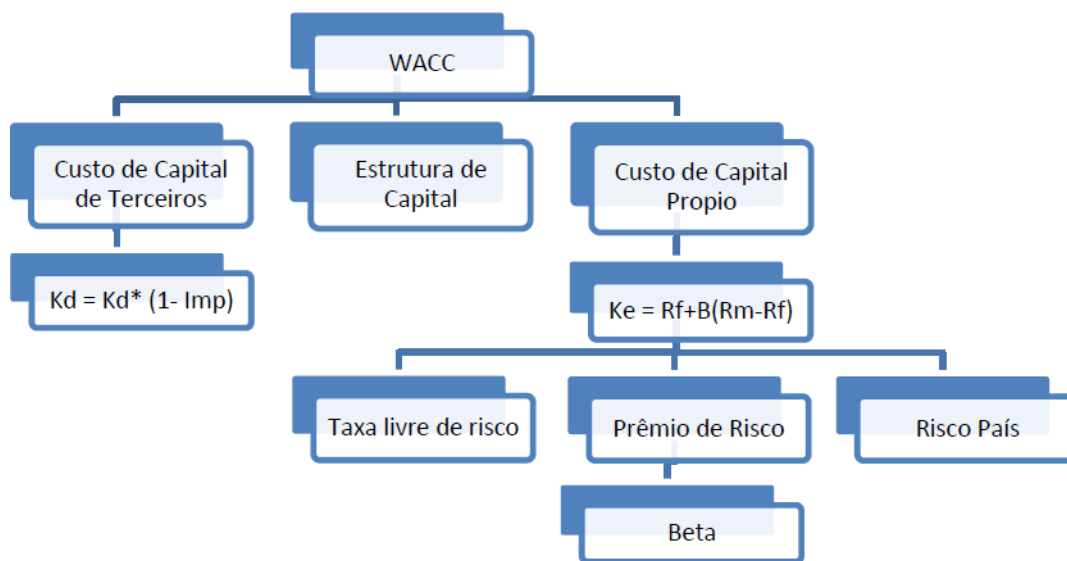 WACC
Custo de Capital
de Terceiros
Estrutura de
Capital
Custo de Capital
Propio
Kd = Kd* (1- Imp)
Ke = Rf+B(Rm-Rf)
Taxa livre de risco
Prêmio de Risco
Risco País
Beta